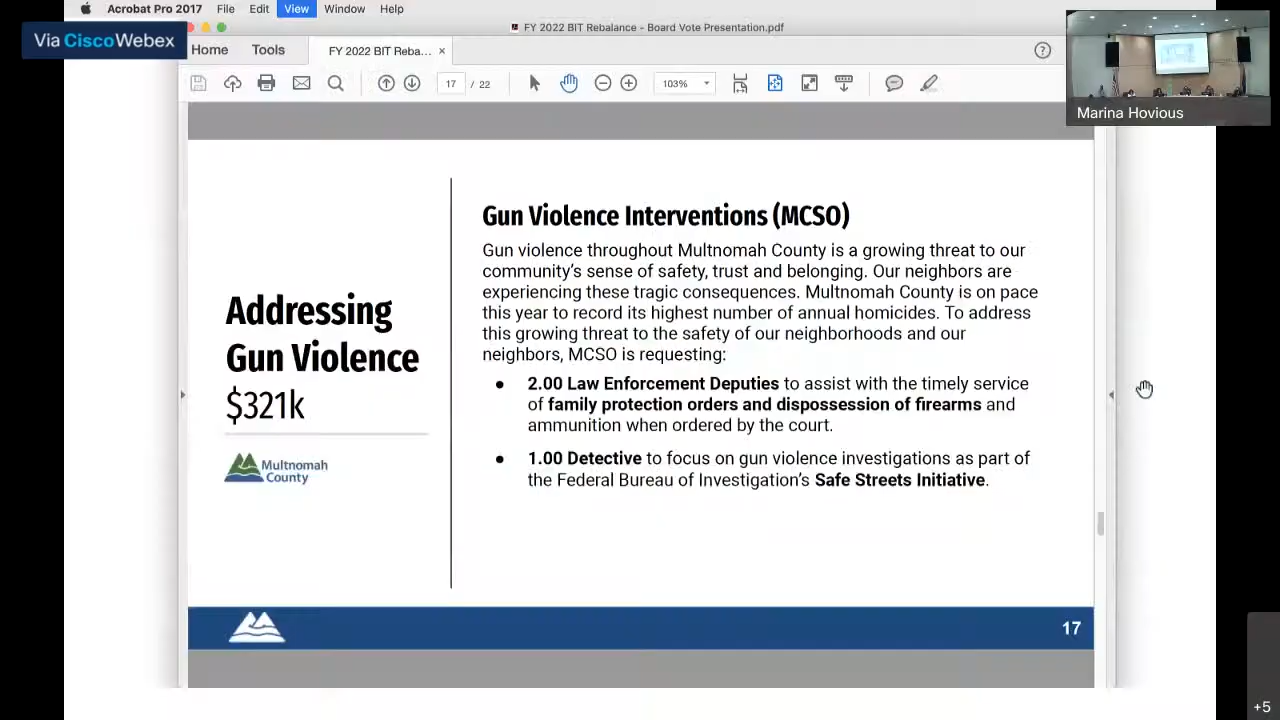 Acrobat Pro 2017 File Edit View Window Help
Via Cisco Webex
FY 2022 BIT Rebalance - Board Vote Presentation.pdf
Home Tools FY 2022 BIT Reba... ×
17 / 22 103%
Marina Hovious
Addressing
Gun Violence
$321k
Multnomah
County
Gun Violence Interventions (MCSO)
Gun violence throughout Multnomah County is a growing threat to our
community's sense of safety, trust and belonging. Our neighbors are
experiencing these tragic consequences. Multnomah County is on pace
this year to record its highest number of annual homicides. To address
this growing threat to the safety of our neighborhoods and our
neighbors, MCSO is requesting:
● 2.00 Law Enforcement Deputies to assist with the timely service
of family protection orders and dispossession of firearms and
ammunition when ordered by the court.
● 1.00 Detective to focus on gun violence investigations as part of
the Federal Bureau of Investigation's Safe Streets Initiative.
17
+5